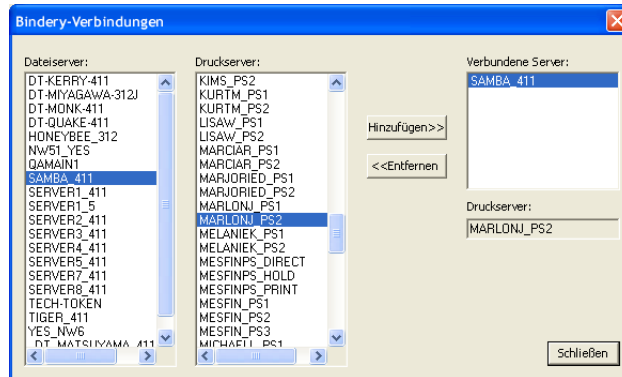 Bindery-Verbindungen
Dateiserver:
DT-KERRY-411
DT-MIYAGAWA-312J
DT-MONK-411
DT-QUAKE-411
HONEYBEE_312
NW51_YES
QAMAIN1
SAMBA_411
SERVER1_411
SERVER1_5
SERVER2_411
SERVER3_411
SERVER4_411
SERVER5_411
SERVER7_411
SERVER8_411
TECH-TOKEN
TIGER_411
YES_NW6
_DT_MATSUYAMA_411
Druckserver:
KIMS_PS2
KURTM_PS1
KURTM_PS2
LISAW_PS1
LISAW_PS2
MARCIAR_PS1
MARCIAR_PS2
MARJORIED_PS1
MARJORIED_PS2
MARLONJ_PS1
MARLONJ_PS2
MELANIEK_PS1
MELANIEK_PS2
MESFINPS_DIRECT
MESFINPS_HOLD
MESFINPS_PRINT
MESFIN_PS1
MESFIN_PS2
MESFIN_PS3
MICHAELL_PS1
Hinzufügen>>
<<Entfernen
Verbundene Server:
SAMBA_411
Druckserver:
MARLONJ_PS2
Schließen